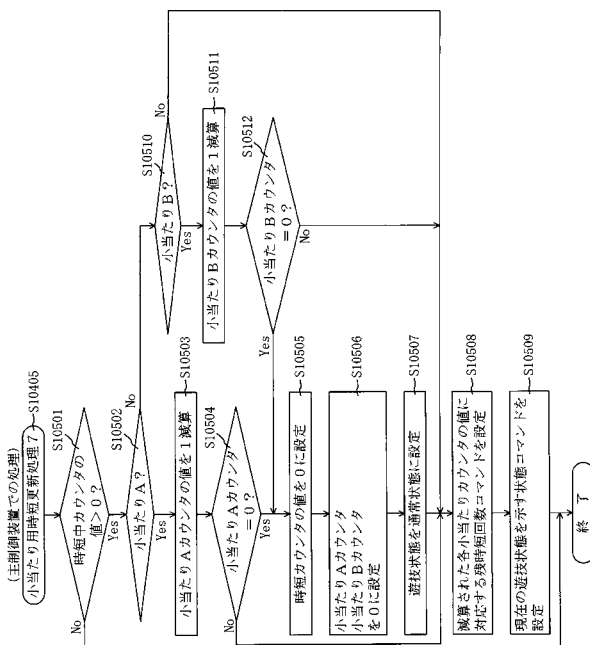 (主制御装置での処理)
小当たり用時短更新処理7
S10405
時短中カウンタの
値>0?
S10501
No
Yes
小当たりA?
S10502
No
Yes
小当たりAカウンタの値を1減算
S10503
小当たりAカウンタ
=0?
S10504
No
Yes
小当たりB?
S10510
No
Yes
小当たりBカウンタの値を1減算
S10511
小当たりBカウンタ
=0?
S10512
Yes
No
時短カウンタの値を0に設定
S10505
小当たりAカウンタ
小当たりBカウンタ
を0に設定
S10506
遊技状態を通常状態に設定
S10507
減算された各小当たりカウンタの値に
対応する残時短回数コマンドを設定
S10508
現在の遊技状態を示す状態コマンドを
設定
S10509
終了